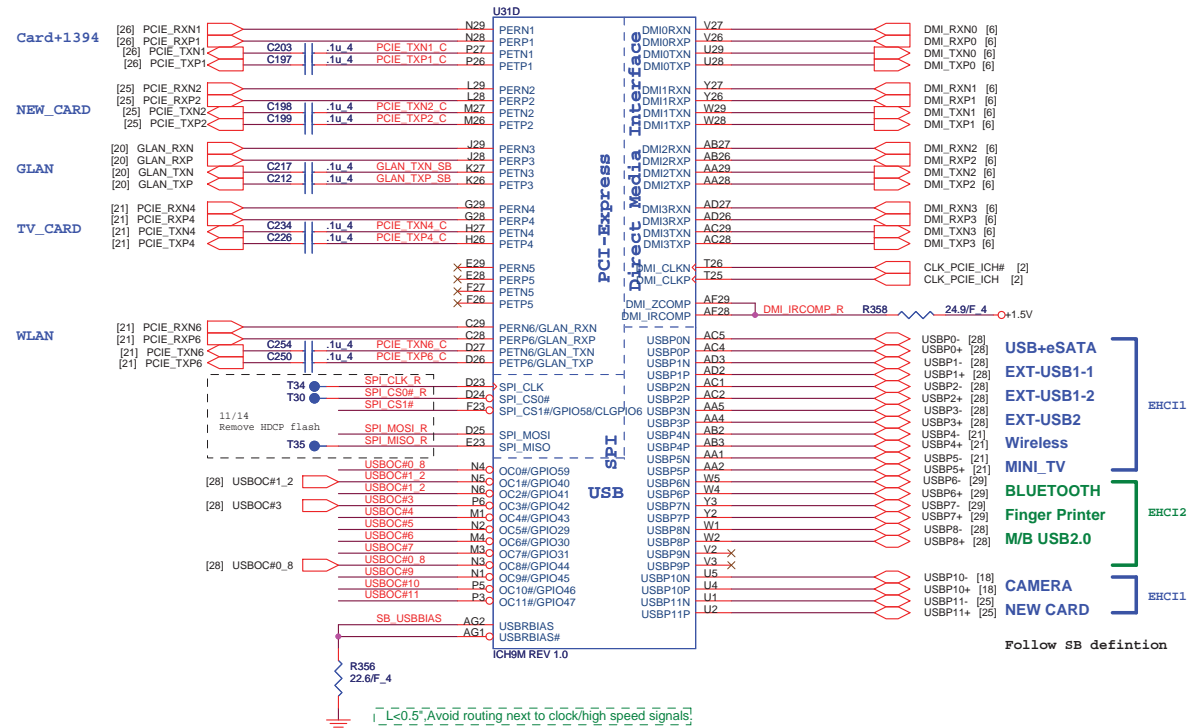 U31D
Card+1394
[26] PCIE_RXN1 N29 PERN1
[26] PCIE_RXP1 N28 PERP1
[26] PCIE_TXN1 C203 .1u_4 PCIE_TXN1_C P27 PETN1
[26] PCIE_TXP1 C197 .1u_4 PCIE_TXP1_C P26 PETP1
NEW_CARD
[25] PCIE_RXN2 L29 PERN2
[25] PCIE_RXP2 L28 PERP2
[25] PCIE_TXN2 C198 .1u_4 PCIE_TXN2_C M27 PETN2
[25] PCIE_TXP2 C199 .1u_4 PCIE_TXP2_C M26 PETP2
GLAN
[20] GLAN_RXN J29 PERN3
[20] GLAN_RXP J28 PERP3
[20] GLAN_TXN C217 .1u_4 GLAN_TXN_SB K27 PETN3
[20] GLAN_TXP C212 .1u_4 GLAN_TXP_SB K26 PETP3
TV_CARD
[21] PCIE_RXN4 G29 PERN4
[21] PCIE_RXP4 G28 PERP4
[21] PCIE_TXN4 C234 .1u_4 PCIE_TXN4_C H27 PETN4
[21] PCIE_TXP4 C226 .1u_4 PCIE_TXP4_C H26 PETP4
E29 PERN5
E28 PERP5
F27 PETN5
F26 PETP5
WLAN
[21] PCIE_RXN6 C29 PERN6/GLAN_RXN
[21] PCIE_RXP6 C28 PERP6/GLAN_RXP
[21] PCIE_TXN6 C254 .1u_4 PCIE_TXN6_C D27 PETN6/GLAN_TXN
[21] PCIE_TXP6 C250 .1u_4 PCIE_TXP6_C D26 PETP6/GLAN_TXP
T34 SPI_CLK_R D23 SPI_CLK
T30 SPI_CS0#_R D24 SPI_CS0#
SPI_CS1# F23 SPI_CS1#/GPIO58/CLGPIO6
11/14
Remove HDCP flash
SPI_MOSI_R D25 SPI_MOSI
T35 SPI_MISO_R E23 SPI_MISO
USBOC#0_8 N4 OC0#/GPIO59
[28] USBOC#1_2 USBOC#1_2 N5 OC1#/GPIO40
USBOC#1_2 N6 OC2#/GPIO41
[28] USBOC#3 USBOC#3 P6 OC3#/GPIO42
USBOC#4 M1 OC4#/GPIO43
USBOC#5 N2 OC5#/GPIO29
USBOC#6 M4 OC6#/GPIO30
USBOC#7 M3 OC7#/GPIO31
[28] USBOC#0_8 USBOC#0_8 N3 OC8#/GPIO44
USBOC#9 N1 OC9#/GPIO45
USBOC#10 P5 OC10#/GPIO46
USBOC#11 P3 OC11#/GPIO47
SB_USBBIAS AG2 USBRBIAS
AG1 USBRBIAS#
ICH9M REV 1.0
R356
22.6/F_4
L<0.5",Avoid routing next to clock/high speed signals.
PCI-Express
Direct Media Interface
SPI
USB
DMI0RXN V27 DMI_RXN0 [6]
DMI0RXP V26 DMI_RXP0 [6]
DMI0TXN U29 DMI_TXN0 [6]
DMI0TXP U28 DMI_TXP0 [6]
DMI1RXN Y27 DMI_RXN1 [6]
DMI1RXP Y26 DMI_RXP1 [6]
DMI1TXN W29 DMI_TXN1 [6]
DMI1TXP W28 DMI_TXP1 [6]
DMI2RXN AB27 DMI_RXN2 [6]
DMI2RXP AB26 DMI_RXP2 [6]
DMI2TXN AA29 DMI_TXN2 [6]
DMI2TXP AA28 DMI_TXP2 [6]
DMI3RXN AD27 DMI_RXN3 [6]
DMI3RXP AD26 DMI_RXP3 [6]
DMI3TXN AC29 DMI_TXN3 [6]
DMI3TXP AC28 DMI_TXP3 [6]
DMI_CLKN T26 CLK_PCIE_ICH# [2]
DMI_CLKP T25 CLK_PCIE_ICH [2]
DMI_ZCOMP AF29
DMI_IRCOMP AF28 DMI_IRCOMP_R R358 24.9/F_4 +1.5V
USBP0N AC5 USBP0- [28]
USBP0P AC4 USBP0+ [28] USB+eSATA
USBP1N AD3 USBP1- [28]
USBP1P AD2 USBP1+ [28] EXT-USB1-1
USBP2N AC1 USBP2- [28]
USBP2P AC2 USBP2+ [28] EXT-USB1-2
USBP3N AA5 USBP3- [28]
USBP3P AA4 USBP3+ [28] EXT-USB2
USBP4N AB2 USBP4- [21]
USBP4P AB3 USBP4+ [21] Wireless
USBP5N AA1 USBP5- [21]
USBP5P AA2 USBP5+ [21] MINI_TV
EHCI1
USBP6N W5 USBP6- [29]
USBP6P W4 USBP6+ [29] BLUETOOTH
USBP7N Y3 USBP7- [29]
USBP7P Y2 USBP7+ [29] Finger Printer
USBP8N W1 USBP8- [28]
USBP8P W2 USBP8+ [28] M/B USB2.0
EHCI2
USBP9N V2
USBP9P V3
USBP10N U5 USBP10- [18]
USBP10P U4 USBP10+ [18] CAMERA
USBP11N U1 USBP11- [25]
USBP11P U2 USBP11+ [25] NEW CARD
EHCI1
Follow SB defintion